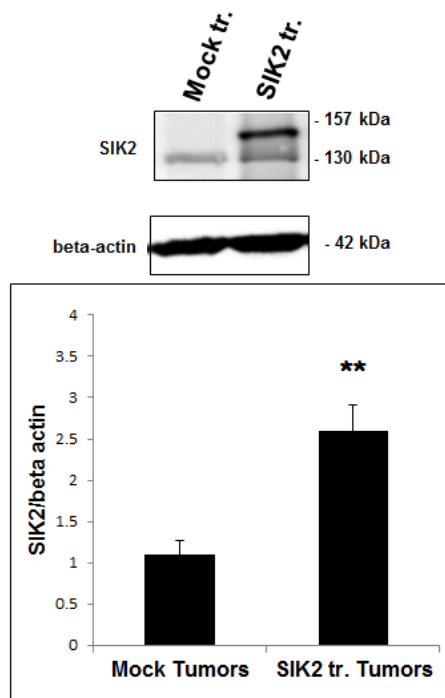 Mock tr.
SIK2 tr.
SIK2
- 157 kDa
- 130 kDa
beta-actin
- 42 kDa
SIK2/beta actin
4
3.5
3
2.5
2
1.5
1
0.5
0
**
Mock Tumors
SIK2 tr. Tumors